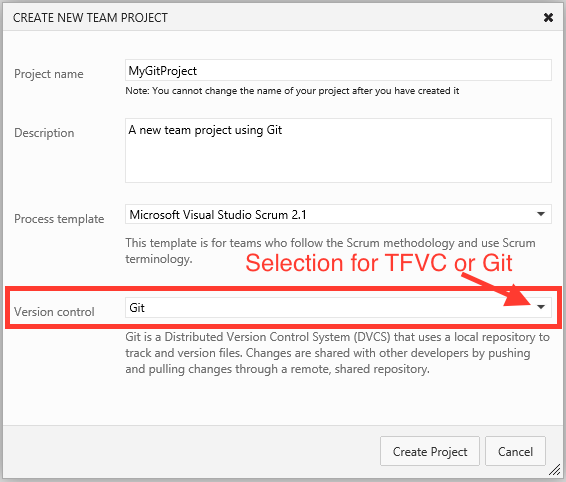 CREATE NEW TEAM PROJECT
Project name
MyGitProject
Note: You cannot change the name of your project after you have created it
Description
A new team project using Git
Process template
Microsoft Visual Studio Scrum 2.1
This template is for teams who follow the Scrum methodology and use Scrum
terminology.
Selection for TFVC or Git
Version control
Git
Git is a Distributed Version Control System (DVCS) that uses a local repository to
track and version files. Changes are shared with other developers by pushing
and pulling changes through a remote, shared repository.
Create Project
Cancel